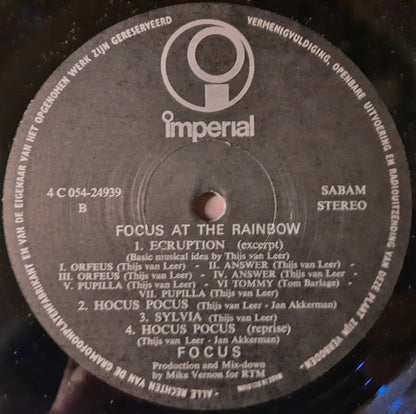 imperial
4 C 054-24939
B
SABAM
STEREO
FOCUS AT THE RAINBOW
1. ECRUPTION (excerpt)
(Basic musical idea by Thijs van Leer)
I. ORFEUS (Thijs van Leer) - II. ANSWER (Thijs van Leer)
III. ORFEUS (Thijs van Leer) - IV. ANSWER (Thijs van Leer)
V. PUPILLA (Thijs van Leer) - VI TOMMY (Tom Barlage)
VII. PUPILLA (Thijs van Leer)
2. HOCUS POCUS (Thijs van Leer - Jan Akkerman)
3. SYLVIA (Thijs van Leer)
4. HOCUS POCUS (reprise)
(Thijs van Leer - Jan Akkerman)
FOCUS
Production and Mix-down
by Mike Vernon for RTM
MADE IN BELGIUM
ALLE RECHTEN VAN DE GRAMOFOONPLATENFABRIKANT EN VAN DE EIGENAAR VAN HET OPGENOMEN WERK ZIJN GERESERVEERD
VERMENIGVULDIGING, OPENBARE UITVOERING EN RADIOUITZENDING VAN DEZE PLAAT ZIJN VERBODEN